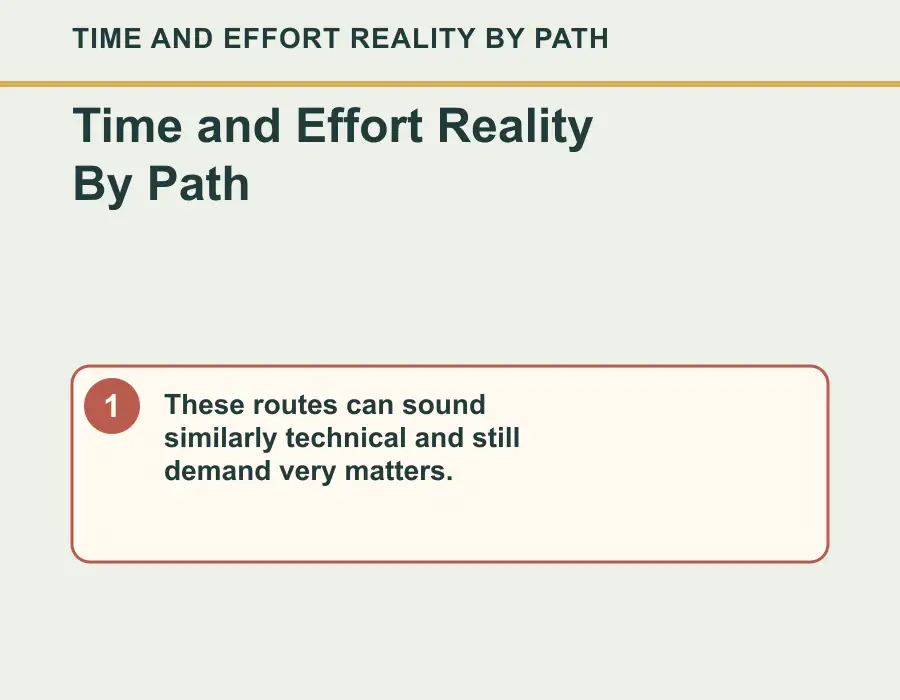 TIME AND EFFORT REALITY BY PATH
Time and Effort Reality
By Path
1
These routes can sound
similarly technical and still
demand very matters.